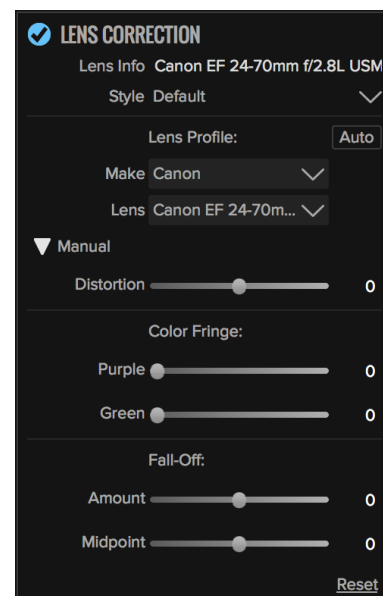 LENS CORRECTION
Lens Info Canon EF 24-70mm f/2.8L USM
Style Default
Lens Profile: Auto
Make Canon
Lens Canon EF 24-70m...
Manual
Distortion 0
Color Fringe:
Purple 0
Green 0
Fall-Off:
Amount 0
Midpoint 0
Reset